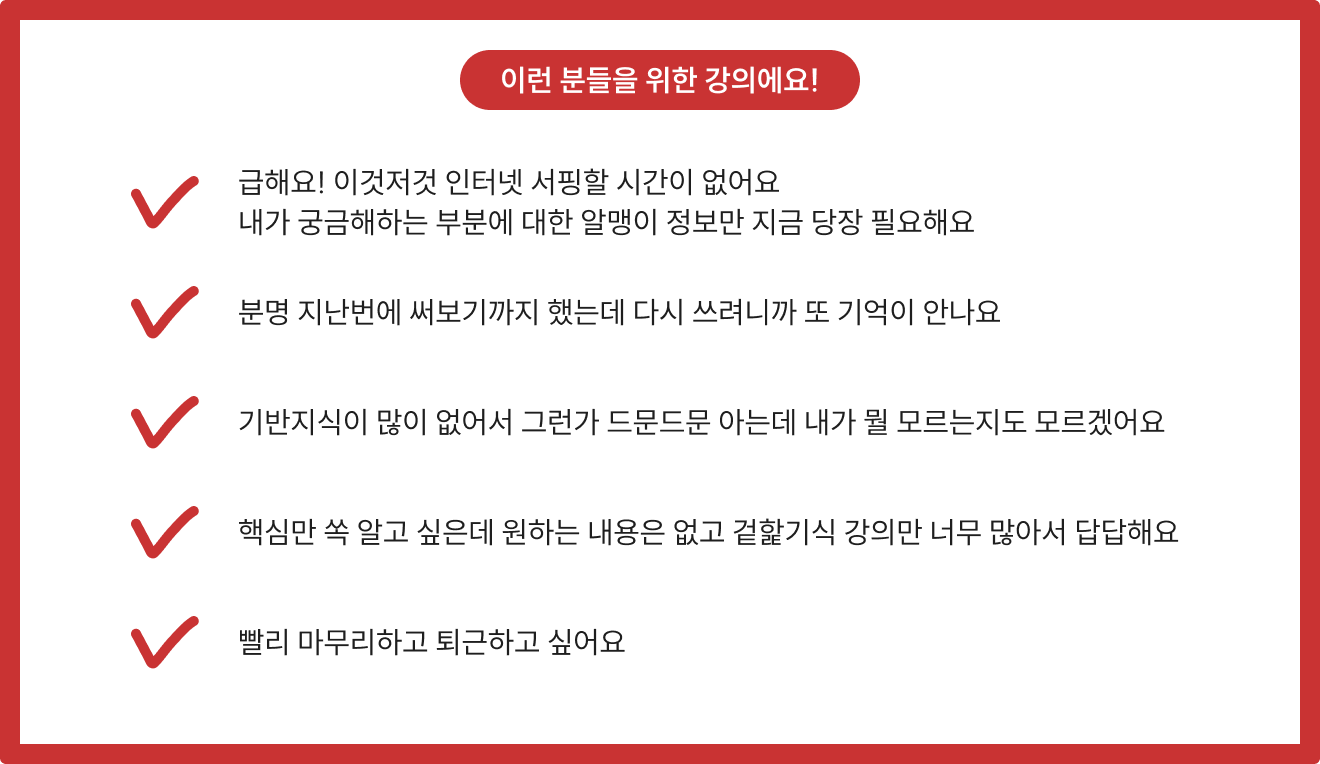 이런 분들을 위한 강의에요!
급해요! 이것저것 인터넷 서핑할 시간이 없어요
내가 궁금해하는 부분에 대한 알맹이 정보만 지금 당장 필요해요
분명 지난번에 써보기까지 했는데 다시 쓰려니까 또 기억이 안나요
기반지식이 많이 없어서 그런가 드문드문 아는데 내가 뭘 모르는지도 모르겠어요
핵심만 쏙 알고 싶은데 원하는 내용은 없고 겉핥기식 강의만 너무 많아서 답답해요
빨리 마무리하고 퇴근하고 싶어요